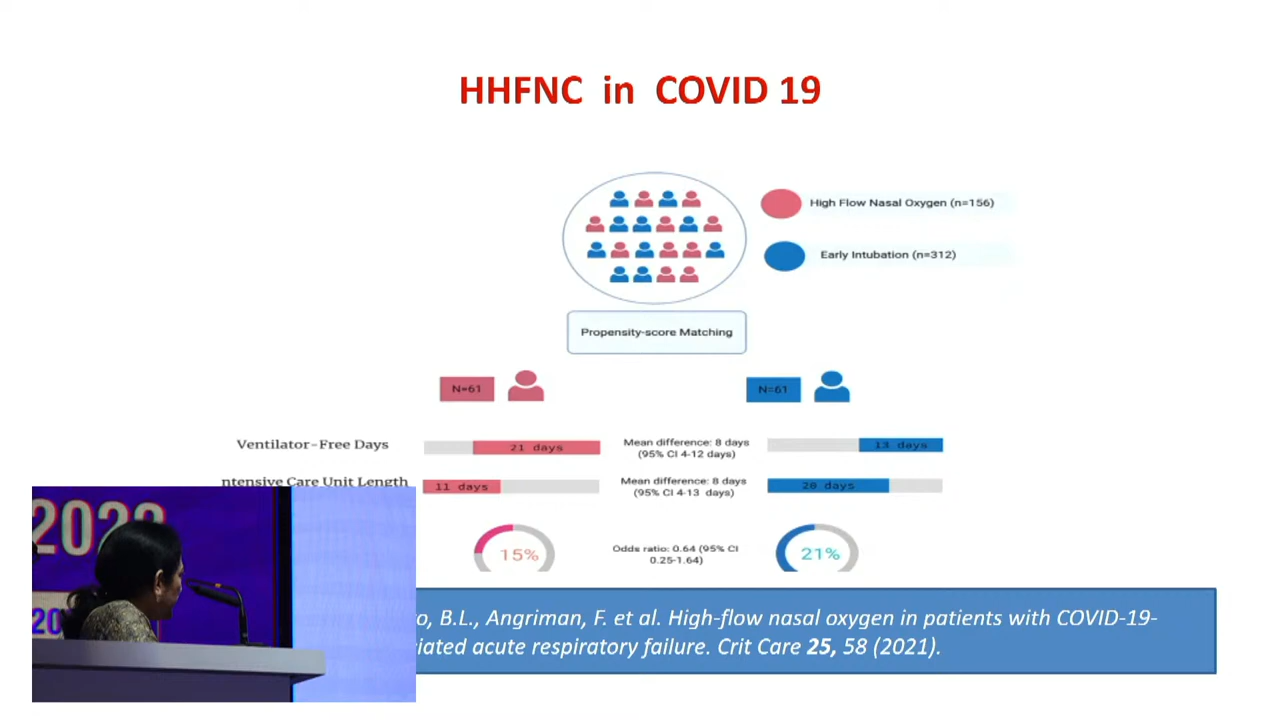 HHFNC in COVID 19
High Flow Nasal Oxygen (n=156)
Early Intubation (n=312)
Propensity-score Matching
N=61
N=61
Ventilator-Free Days
21 days
Mean difference: 8 days
(95% CI 4-12 days)
13 days
ntensive Care Unit Length
11 days
Mean difference: 8 days
(95% CI 4-13 days)
20 days
15%
Odds ratio: 0.64 (95% CI
0.25-1.64)
21%
o, B.L., Angriman, F. et al. High-flow nasal oxygen in patients with COVID-19-
iated acute respiratory failure. Crit Care 25, 58 (2021).
2023
20